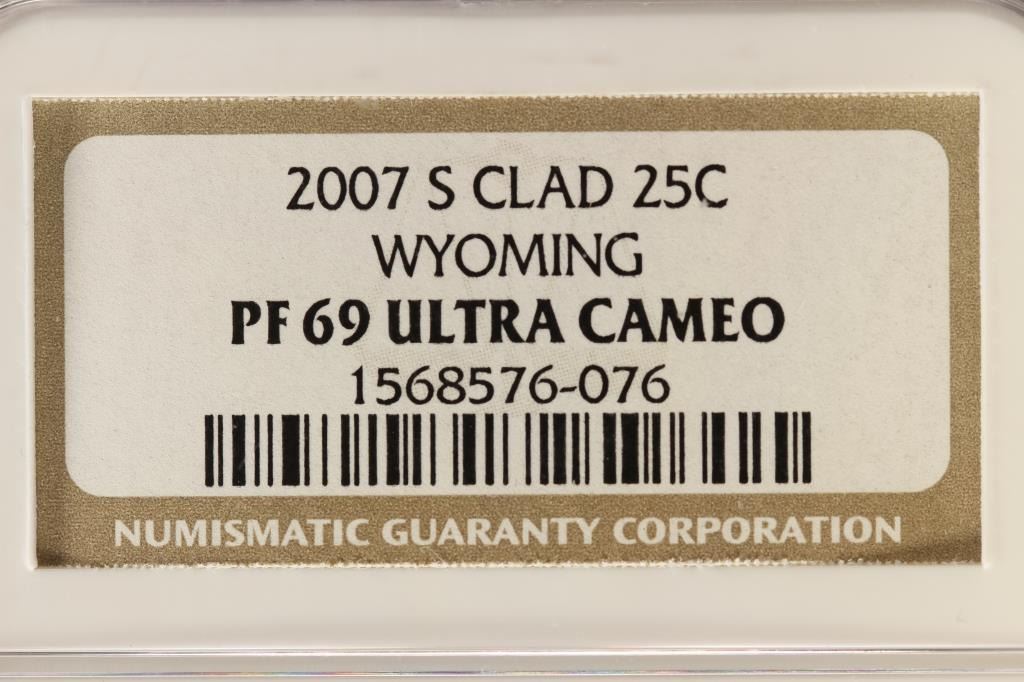 2007 S CLAD 25C
WYOMING
PF 69 ULTRA CAMEO
1568576-076
NUMISMATIC GUARANTY CORPORATION